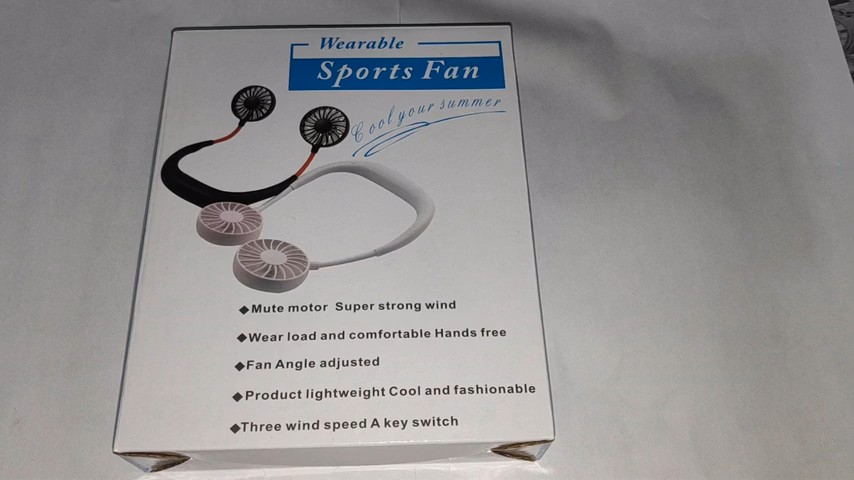 Wearable
Sports Fan
Cool your summer
◆Mute motor Super strong wind
◆Wear load and comfortable Hands free
◆Fan Angle adjusted
◆Product lightweight Cool and fashionable
◆Three wind speed A key switch